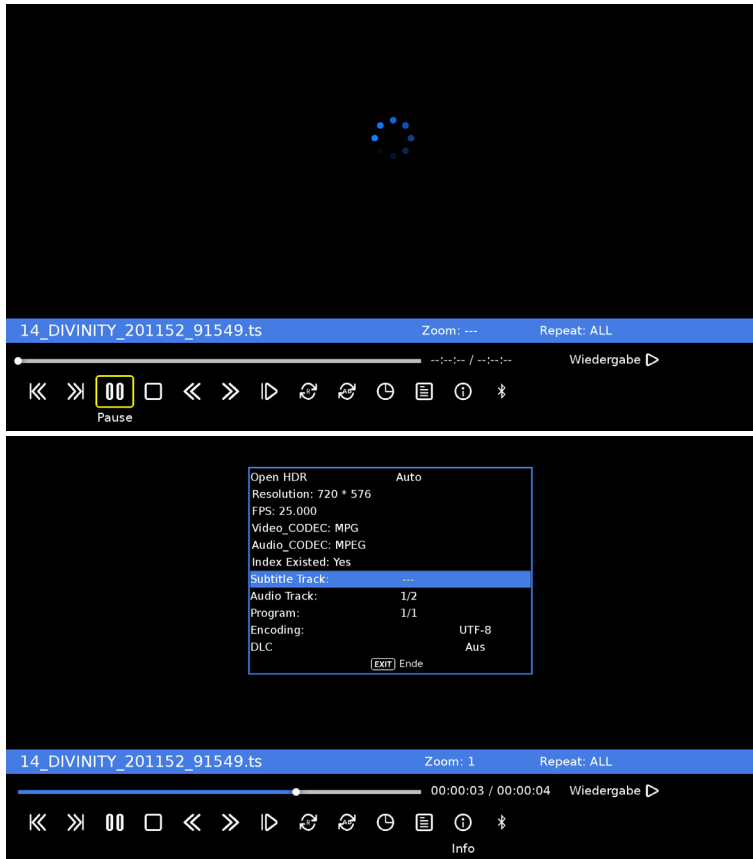 14_DIVINITY_201152_91549.ts Zoom: --- Repeat: ALL
--:--:-- / --:--:-- Wiedergabe
Pause
Open HDR Auto
Resolution: 720 * 576
FPS: 25.000
Video_CODEC: MPG
Audio_CODEC: MPEG
Index Existed: Yes
Subtitle Track: ---
Audio Track: 1/2
Program: 1/1
Encoding: UTF-8
DLC Aus
EXIT Ende
14_DIVINITY_201152_91549.ts Zoom: 1 Repeat: ALL
00:00:03 / 00:00:04 Wiedergabe
Info